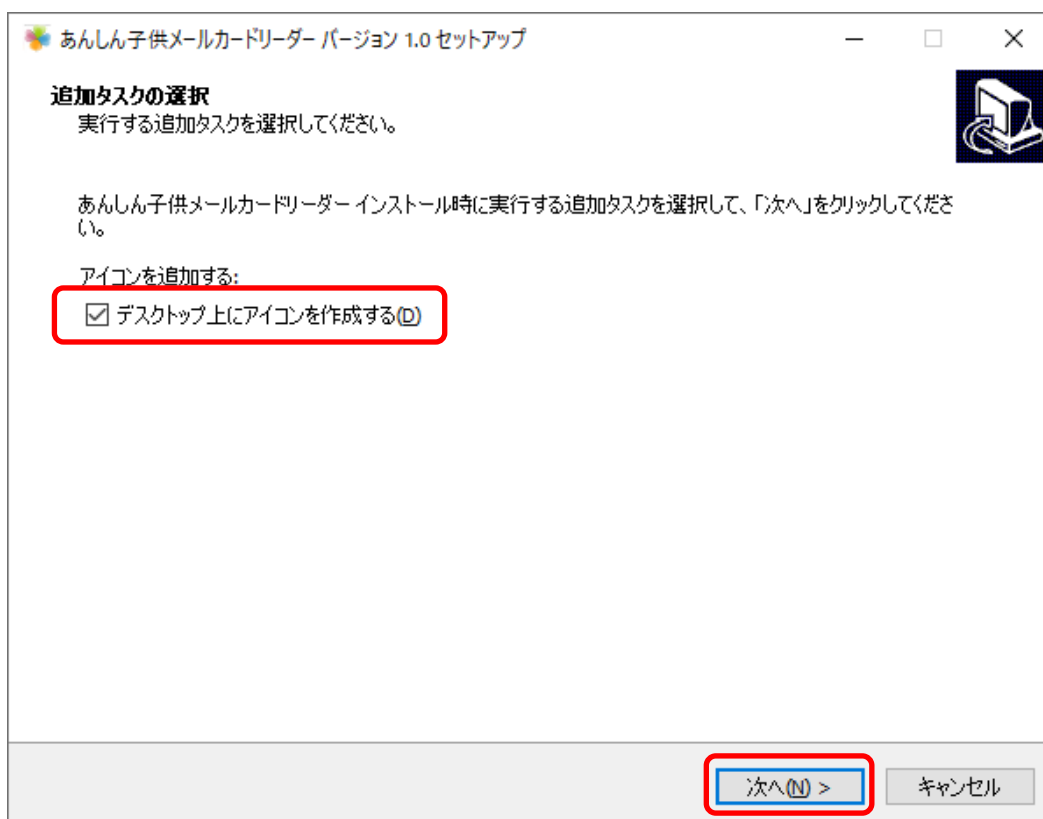 あんしん子供メールカードリーダー バージョン 1.0 セットアップ
追加タスクの選択
実行する追加タスクを選択してください。
あんしん子供メールカードリーダー インストール時に実行する追加タスクを選択して、「次へ」をクリックしてくださ
い。
アイコンを追加する:
デスクトップ上にアイコンを作成する(D)
次へ(N) >
キャンセル